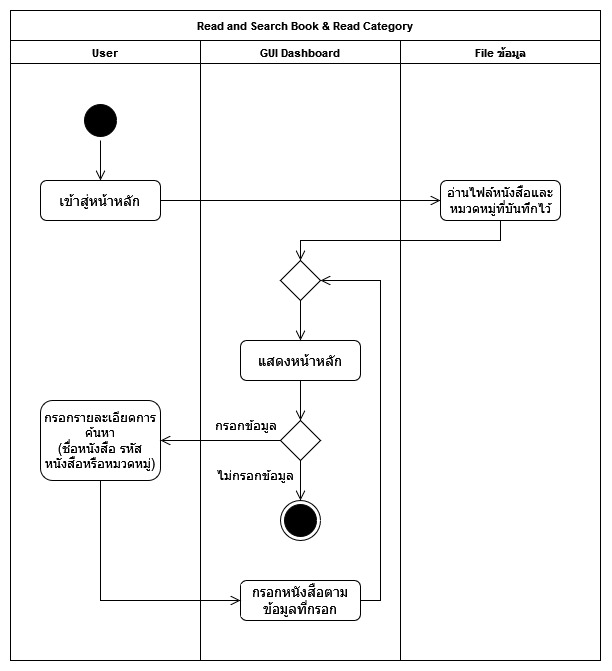 Read and Search Book & Read Category
User
GUI Dashboard
File ข้อมูล
เข้าสู่หน้าหลัก
อ่านไฟล์หนังสือและ
หมวดหมู่ที่บันทึกไว้
แสดงหน้าหลัก
กรอกข้อมูล
กรอกรายละเอียดการ
ค้นหา
(ชื่อหนังสือ รหัส
หนังสือหรือหมวดหมู่)
ไม่กรอกข้อมูล
กรอกหนังสือตาม
ข้อมูลที่กรอก